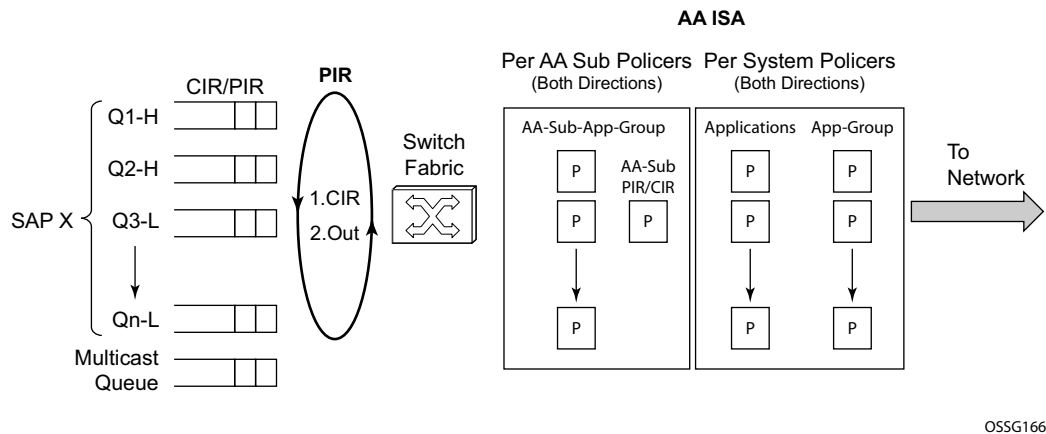 AA ISA
Per AA Sub Policers
(Both Directions)
Per System Policers
(Both Directions)
CIR/PIR
PIR
Q1-H
Q2-H
SAP X
Q3-L
Qn-L
Multicast
Queue
1.CIR
2.Out
Switch
Fabric
AA-Sub-App-Group
P
P
P
AA-Sub
PIR/CIR
P
Applications
P
P
P
App-Group
P
P
P
To
Network
OSSG166